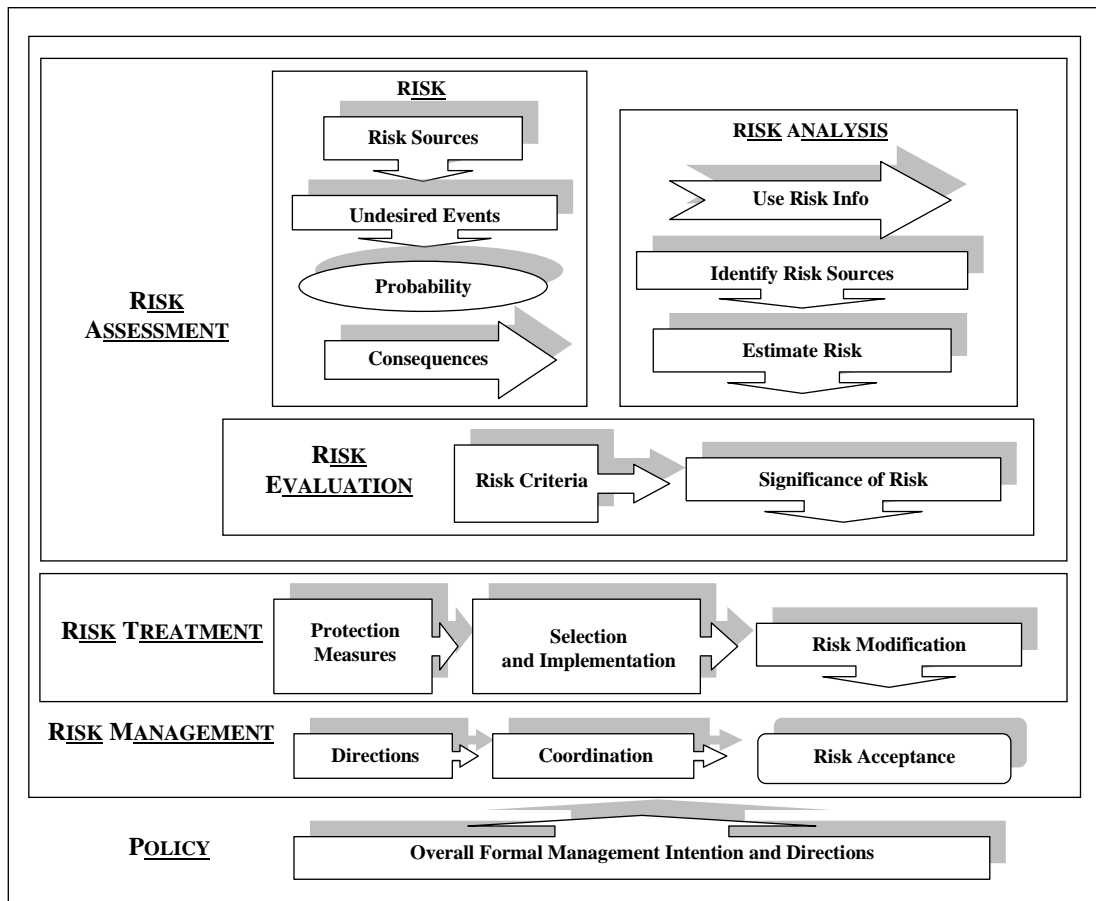 RISK
Risk Sources
Undesired Events
Probability
Consequences
RISK ANALYSIS
Use Risk Info
Identify Risk Sources
Estimate Risk
RISK
ASSESSMENT
RISK
EVALUATION
Risk Criteria
Significance of Risk
RISK TREATMENT
Protection
Measures
Selection
and Implementation
Risk Modification
RISK MANAGEMENT
Directions
Coordination
Risk Acceptance
POLICY
Overall Formal Management Intention and Directions